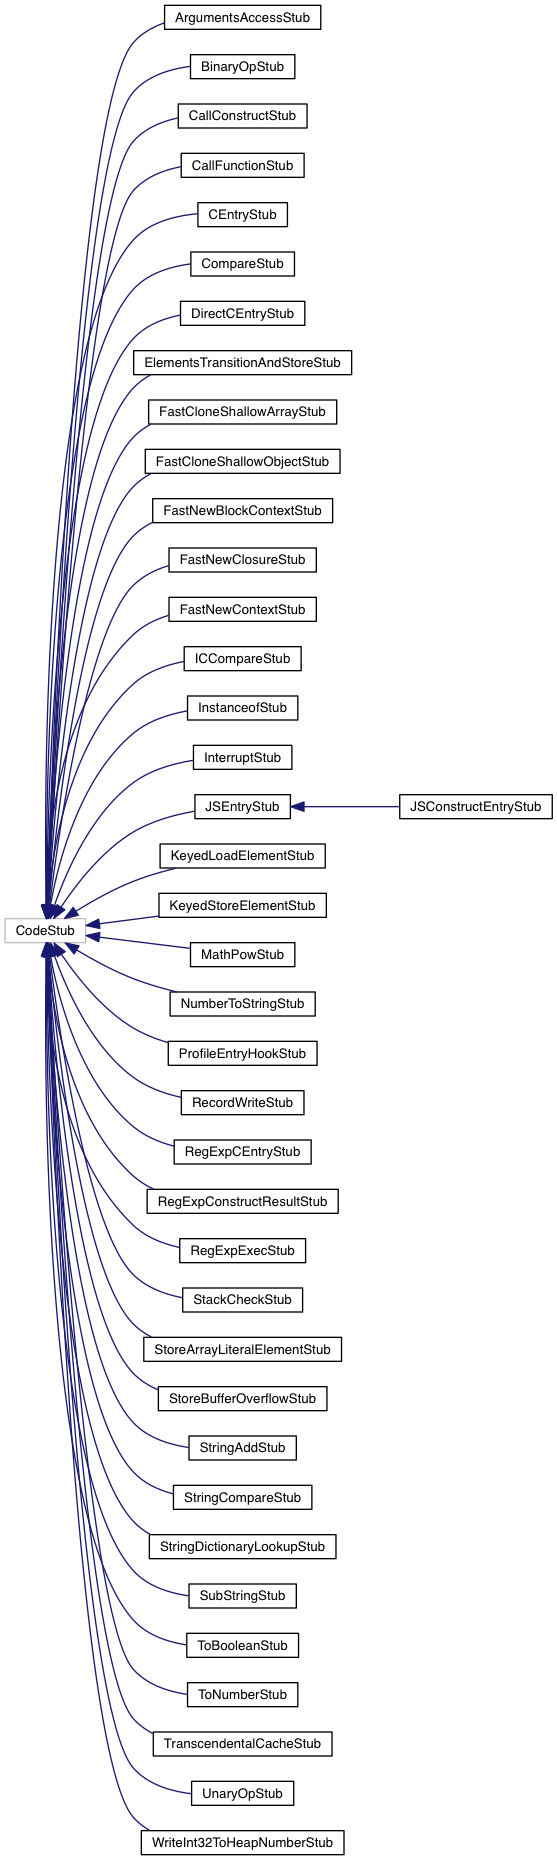 ArgumentsAccessStub
BinaryOpStub
CallConstructStub
CallFunctionStub
CEntryStub
CompareStub
DirectCEntryStub
ElementsTransitionAndStoreStub
FastCloneShallowArrayStub
FastCloneShallowObjectStub
FastNewBlockContextStub
FastNewClosureStub
FastNewContextStub
ICCompareStub
InstanceofStub
InterruptStub
JSEntryStub JSConstructEntryStub
KeyedLoadElementStub
KeyedStoreElementStub
CodeStub
MathPowStub
NumberToStringStub
ProfileEntryHookStub
RecordWriteStub
RegExpCEntryStub
RegExpConstructResultStub
RegExpExecStub
StackCheckStub
StoreArrayLiteralElementStub
StoreBufferOverflowStub
StringAddStub
StringCompareStub
StringDictionaryLookupStub
SubStringStub
ToBooleanStub
ToNumberStub
TranscendentalCacheStub
UnaryOpStub
WriteInt32ToHeapNumberStub